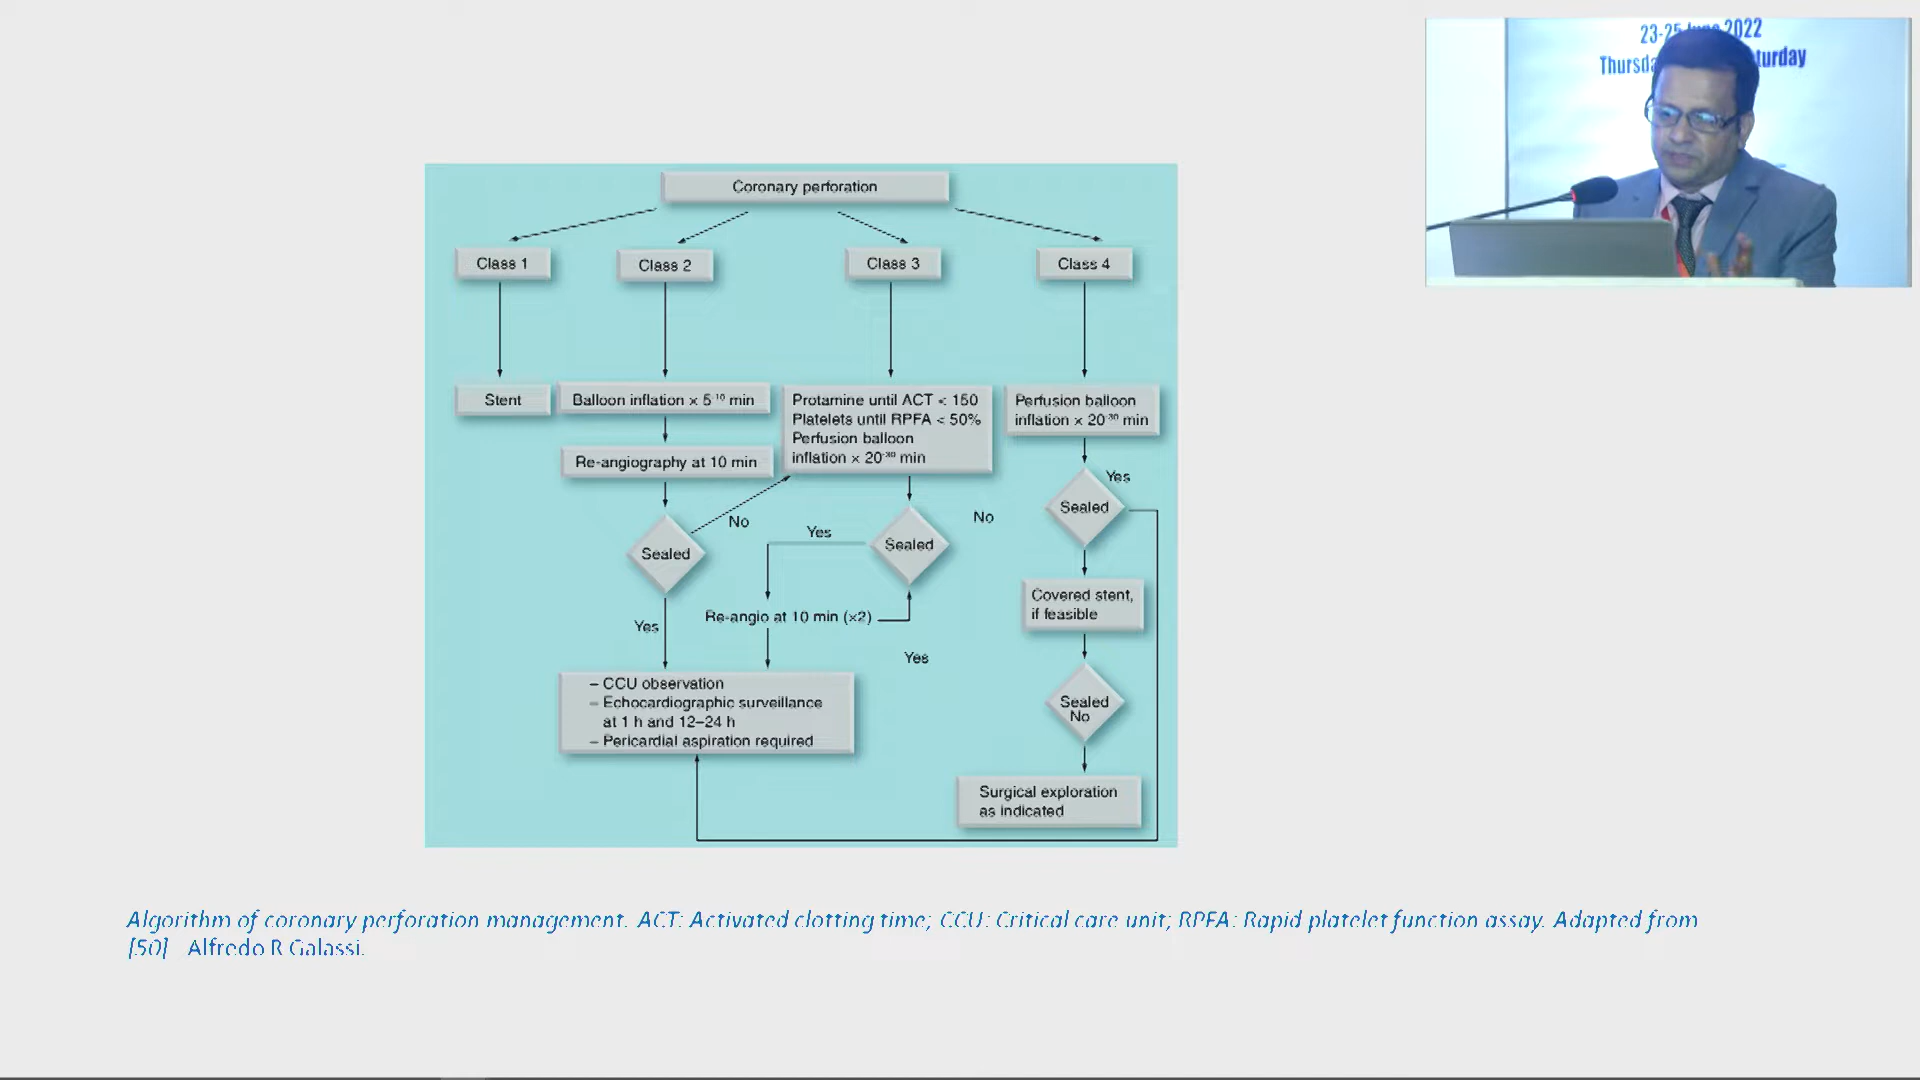 23-25 June 2022
Thursda turday
Coronary perforation
Class 1
Class 2
Class 3
Class 4
Stent
Balloon inflation × 5-10 min
Protamine until ACT < 150
Platelets until RPFA < 50%
Perfusion balloon
inflation × 20-30 min
Perfusion balloon
inflation × 20-30 min
Re-angiography at 10 min
Yes
Sealed
No
No
Yes
Sealed
Sealed
Covered stent,
if feasible
Re-angio at 10 min (×2)
Yes
Yes
– CCU observation
– Echocardiographic surveillance
at 1 h and 12–24 h
– Pericardial aspiration required
Sealed
No
Surgical exploration
as indicated
Algorithm of coronary perforation management. ACT: Activated clotting time; CCU: Critical care unit; RPFA: Rapid platelet function assay. Adapted from
[50] Alfredo R Galassi.